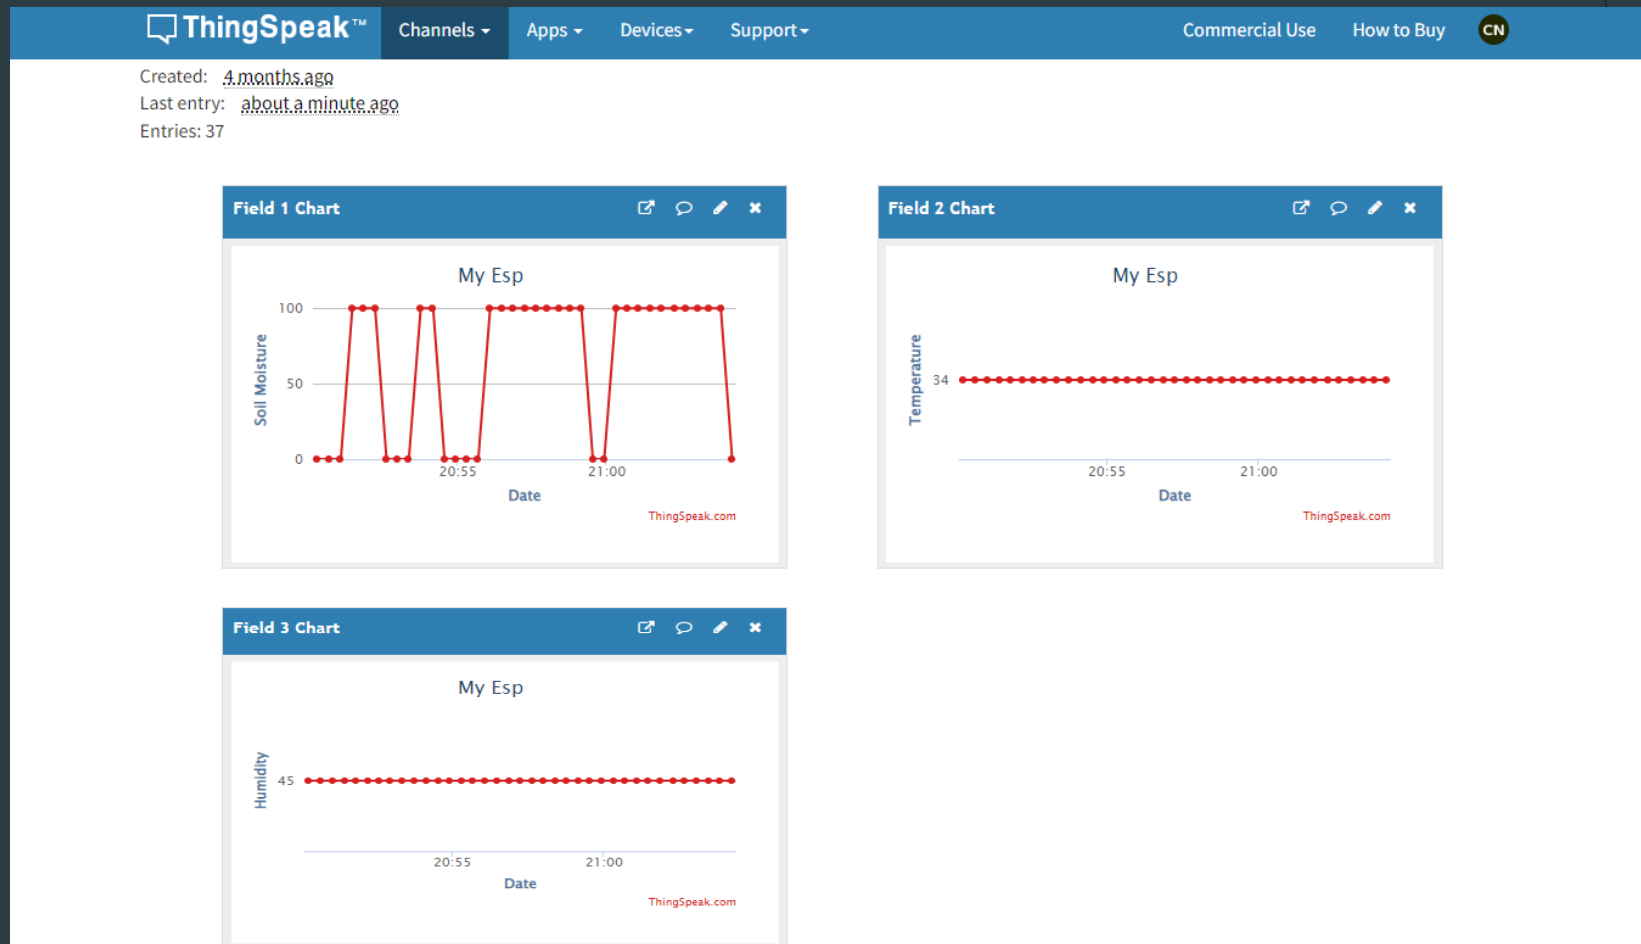 ThingSpeak™ Channels Apps Devices Support Commercial Use How to Buy CN
Created: 4 months ago
Last entry: about a minute ago
Entries: 37
Field 1 Chart
My Esp
Soil Moisture
100
50
0
20:55 21:00
Date
ThingSpeak.com
Field 2 Chart
My Esp
Temperature
34
20:55 21:00
Date
ThingSpeak.com
Field 3 Chart
My Esp
Humidity
45
20:55 21:00
Date
ThingSpeak.com